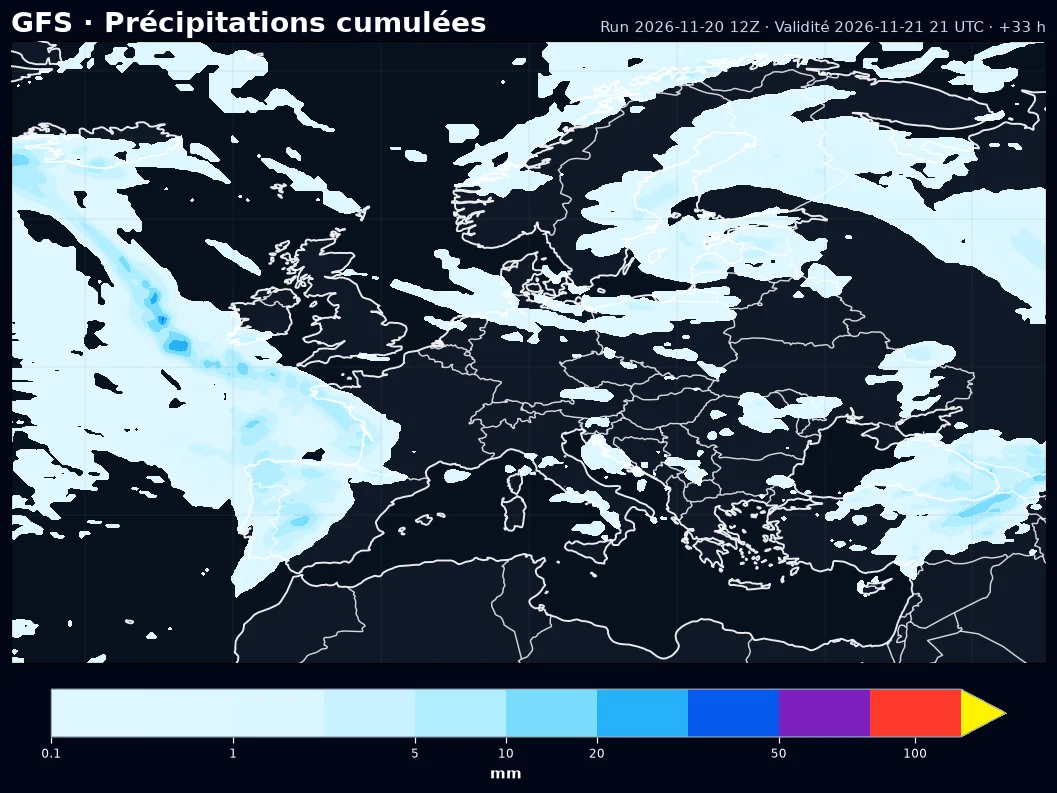 GFS · Précipitations cumulées
Run 2026-11-20 12Z · Validité 2026-11-21 21 UTC · +33 h
0.1 1 5 10 20 50 100
mm